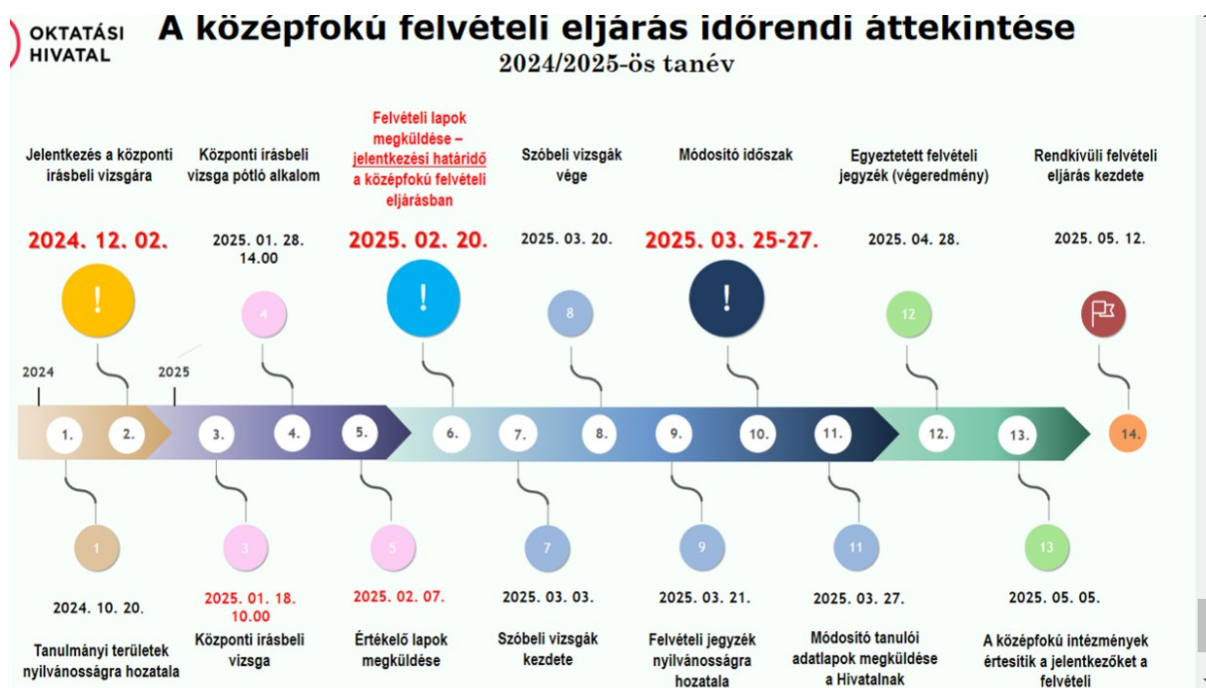 OKTATÁSI
HIVATAL
A középfokú felvételi eljárás időrendi áttekintése
2024/2025-ös tanév
Jelentkezés a központi
írásbeli vizsgára
2024. 12. 02.
!
Központi írásbeli
vizsga pótló alkalom
2025. 01. 28.
14.00
4
Felvételi lapok
megküldése –
jelentkezési határidő
a középfokú felvételi
eljárásban
2025. 02. 20.
!
Szóbeli vizsgák
vége
2025. 03. 20.
8
Módosító időszak
2025. 03. 25-27.
!
Egyeztetett felvételi
jegyzék (végeredmény)
2025. 04. 28.
12
Rendkívüli felvételi
eljárás kezdete
2025. 05. 12.
2024
2025
1.
2.
3.
4.
5.
6.
7.
8.
9.
10.
11.
12.
13.
14.
1
2024. 10. 20.
Tanulmányi területek
nyilvánosságra hozatala
3
2025. 01. 18.
10.00
Központi írásbeli
vizsga
5
2025. 02. 07.
Értékelő lapok
megküldése
7
2025. 03. 03.
Szóbeli vizsgák
kezdete
9
2025. 03. 21.
Felvételi jegyzék
nyilvánosságra
hozatala
11
2025. 03. 27.
Módosító tanulói
adatlapok megküldése
a Hivatalnak
13
2025. 05. 05.
A középfokú intézmények
értesítik a jelentkezőket a
felvételi